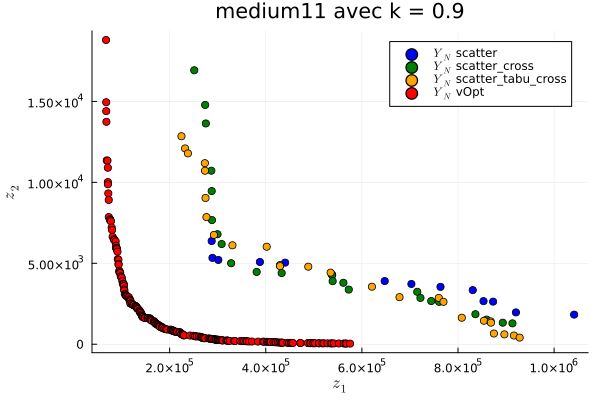 medium11 avec k = 0.9
Y_N scatter
Y_N scatter_cross
Y_N scatter_tabu_cross
Y_N vOpt
1.50×10⁴
1.00×10⁴
5.00×10³
0
z₂
2.0×10⁵ 4.0×10⁵ 6.0×10⁵ 8.0×10⁵ 1.0×10⁶
z₁